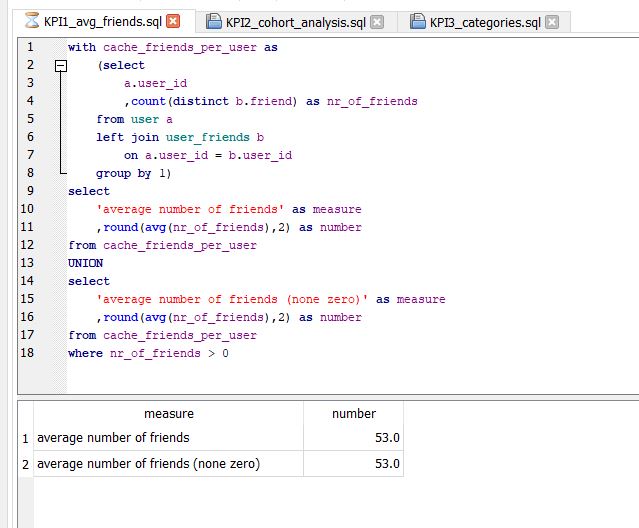 KPI1_avg_friends.sql KPI2_cohort_analysis.sql KPI3_categories.sql
1 with cache_friends_per_user as
2 (select
3 a.user_id
4 ,count(distinct b.friend) as nr_of_friends
5 from user a
6 left join user_friends b
7 on a.user_id = b.user_id
8 group by 1)
9 select
10 'average number of friends' as measure
11 ,round(avg(nr_of_friends),2) as number
12 from cache_friends_per_user
13 UNION
14 select
15 'average number of friends (none zero)' as measure
16 ,round(avg(nr_of_friends),2) as number
17 from cache_friends_per_user
18 where nr_of_friends > 0
measure number
1 average number of friends 53.0
2 average number of friends (none zero) 53.0